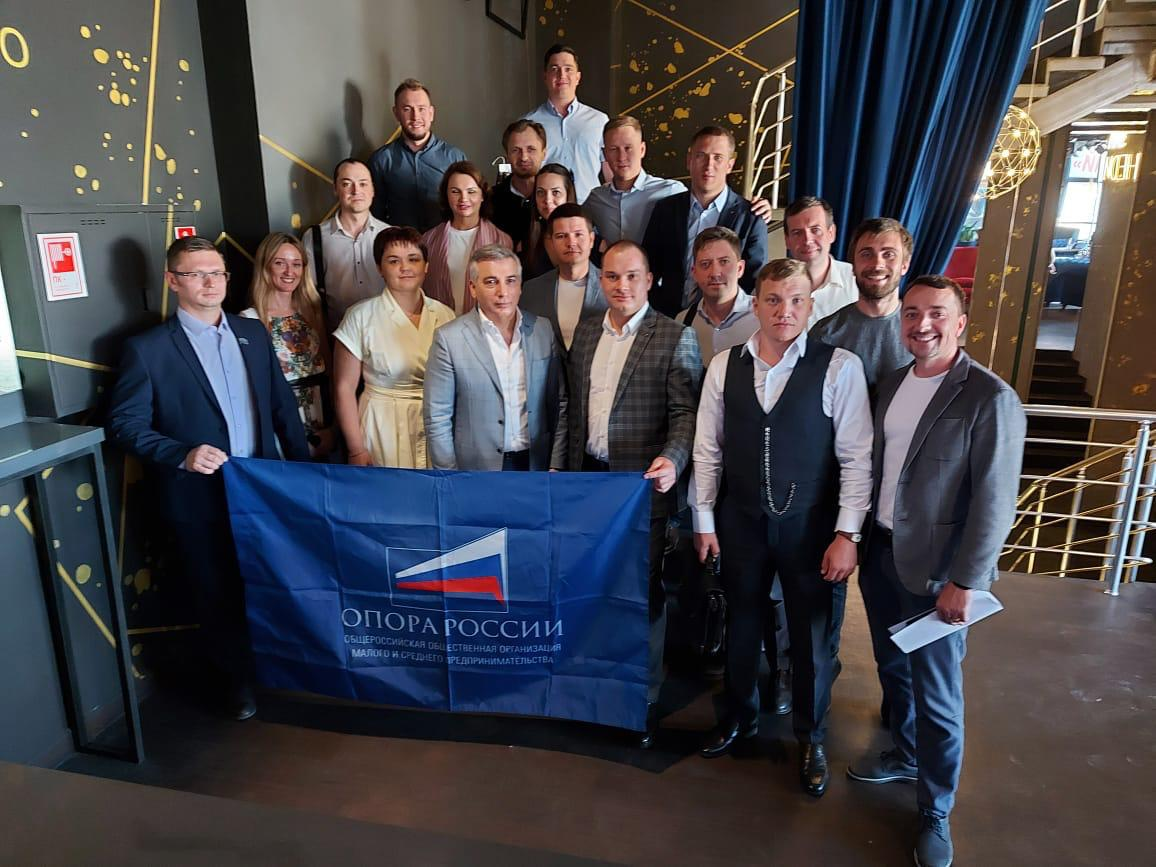 ПК -
ОПОРА РОССИИ
ОБЩЕРОССИЙСКАЯ ОБЩЕСТВЕННАЯ ОРГАНИЗАЦИЯ
МАЛОГО И СРЕДНЕГО ПРЕДПРИНИМАТЕЛЬСТВА